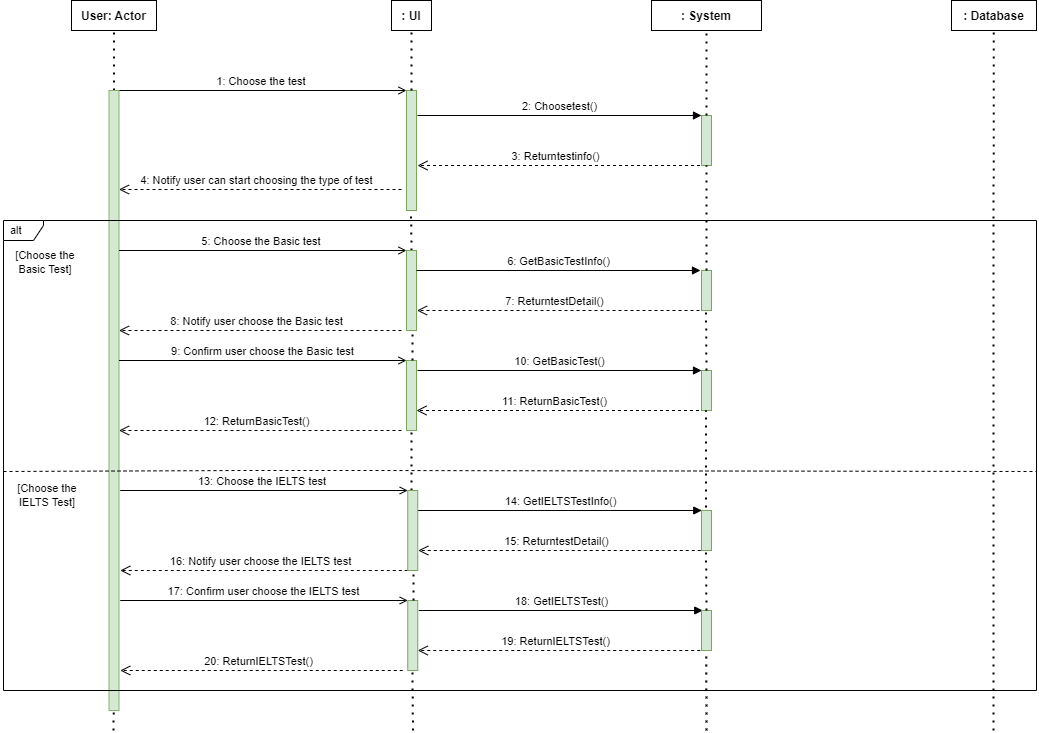 User: Actor
: UI
: System
: Database
1: Choose the test
2: Choosetest()
3: Returntestinfo()
4: Notify user can start choosing the type of test
alt
[Choose the
Basic Test]
5: Choose the Basic test
6: GetBasicTestInfo()
7: ReturntestDetail()
8: Notify user choose the Basic test
9: Confirm user choose the Basic test
10: GetBasicTest()
11: ReturnBasicTest()
12: ReturnBasicTest()
[Choose the
IELTS Test]
13: Choose the IELTS test
14: GetIELTSTestInfo()
15: ReturntestDetail()
16: Notify user choose the IELTS test
17: Confirm user choose the IELTS test
18: GetIELTSTest()
19: ReturnIELTSTest()
20: ReturnIELTSTest()